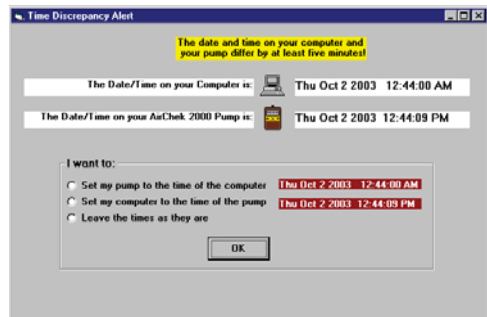 Time Discrepancy Alert
The date and time on your computer and
your pump differ by at least five minutes!
The Date/Time on your Computer is: Thu Oct 2 2003 12:44:00 AM
The Date/Time on your AirChek 2000 Pump is: Thu Oct 2 2003 12:44:09 PM
I want to:
Set my pump to the time of the computer Thu Oct 2 2003 12:44:00 AM
Set my computer to the time of the pump Thu Oct 2 2003 12:44:09 PM
Leave the times as they are
OK